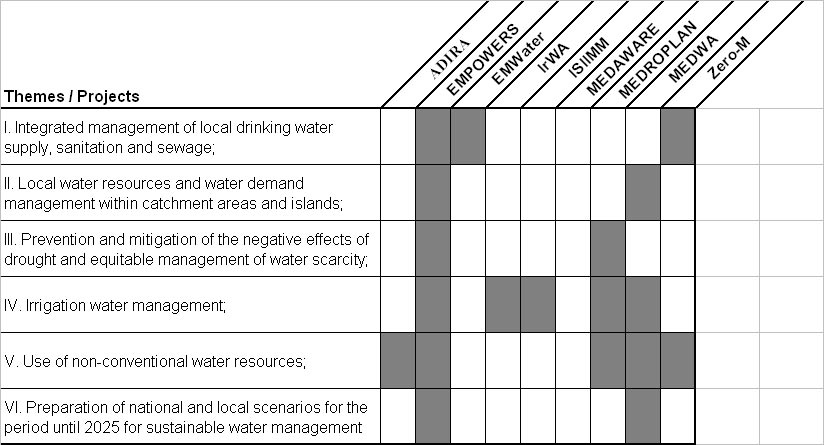 ADIRA
EMPOWERS
EMWater
IrWA
ISIIMM
MEDAWARE
MEDROPLAN
MEDWA
Zero-M
Themes / Projects
I. Integrated management of local drinking water
supply, sanitation and sewage;
II. Local water resources and water demand
management within catchment areas and islands;
III. Prevention and mitigation of the negative effects of
drought and equitable management of water scarcity;
IV. Irrigation water management;
V. Use of non-conventional water resources;
VI. Preparation of national and local scenarios for the
period until 2025 for sustainable water management